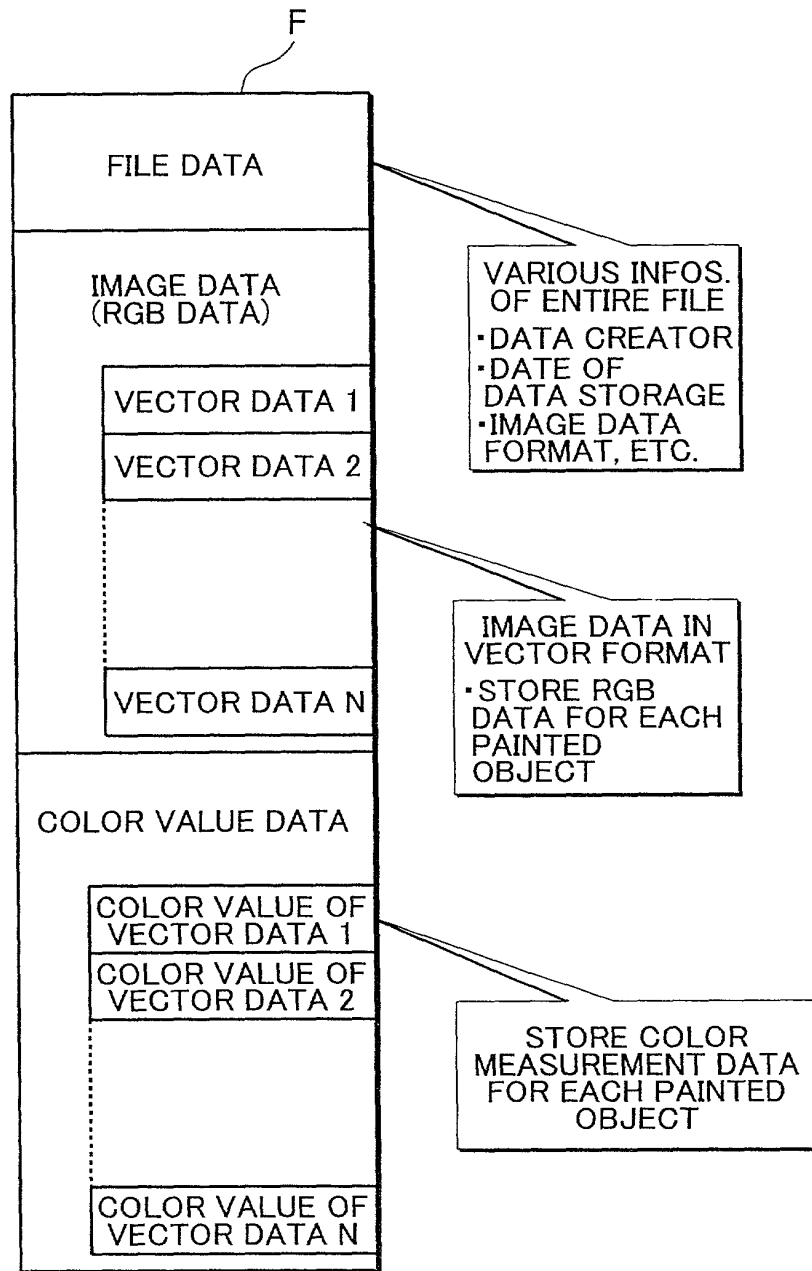 F
FILE DATA
IMAGE DATA
(RGB DATA)
VECTOR DATA 1
VECTOR DATA 2
VECTOR DATA N
COLOR VALUE DATA
COLOR VALUE OF
VECTOR DATA 1
COLOR VALUE OF
VECTOR DATA 2
COLOR VALUE OF
VECTOR DATA N
VARIOUS INFOS.
OF ENTIRE FILE
・DATA CREATOR
・DATE OF
DATA STORAGE
・IMAGE DATA
FORMAT, ETC.
IMAGE DATA IN
VECTOR FORMAT
・STORE RGB
DATA FOR EACH
PAINTED
OBJECT
STORE COLOR
MEASUREMENT DATA
FOR EACH PAINTED
OBJECT